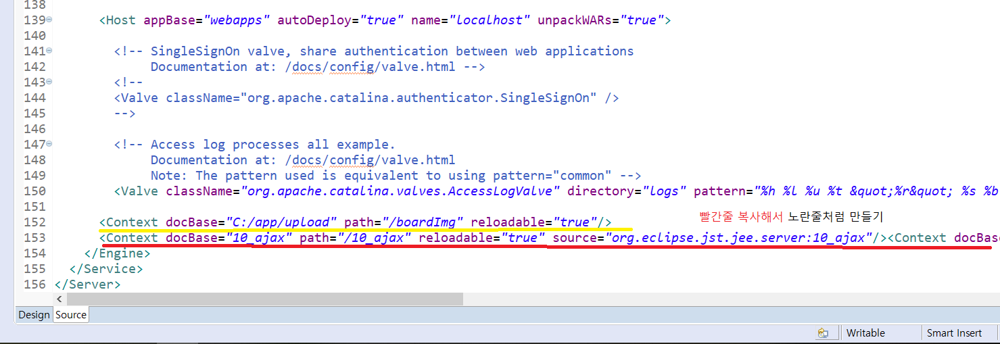 138
139 <Host appBase="webapps" autoDeploy="true" name="localhost" unpackWARs="true">
140
141 <!-- SingleSignOn valve, share authentication between web applications
142 Documentation at: /docs/config/valve.html -->
143 <!--
144 <Valve className="org.apache.catalina.authenticator.SingleSignOn" />
145 -->
146
147 <!-- Access log processes all example.
148 Documentation at: /docs/config/valve.html
149 Note: The pattern used is equivalent to using pattern="common" -->
150 <Valve className="org.apache.catalina.valves.AccessLogValve" directory="logs" pattern="%h %l %u %t &quot;%r&quot; %s %b
151
빨간줄 복사해서 노란줄처럼 만들기
152 <Context docBase="C:/app/upload" path="/boardImg" reloadable="true"/>
153 <Context docBase="10_ajax" path="/10_ajax" reloadable="true" source="org.eclipse.jst.jee.server:10_ajax"/><Context docBas
154 </Engine>
155 </Service>
156 </Server>
Design Source
Writable Smart Insert